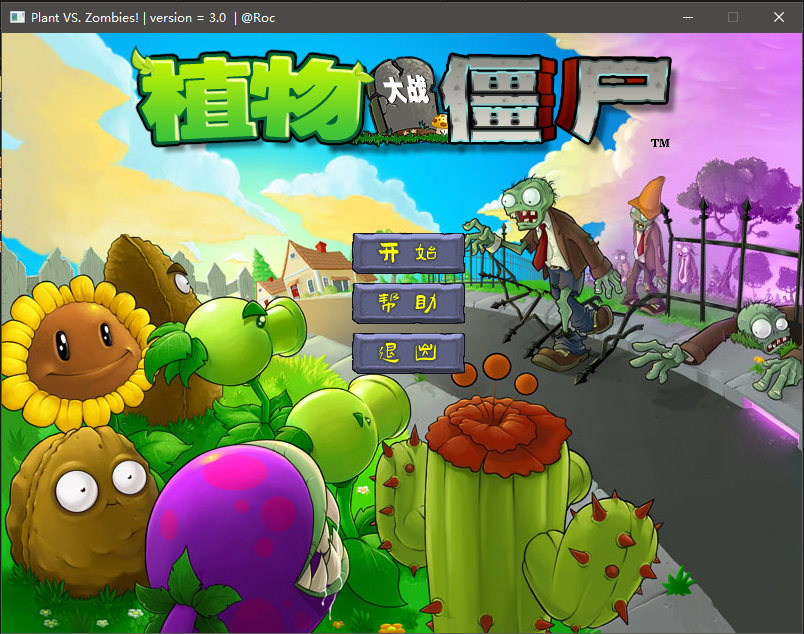 Plant VS. Zombies! | version = 3.0 | @Roc
植物大战僵尸
TM
开始
帮助
退出